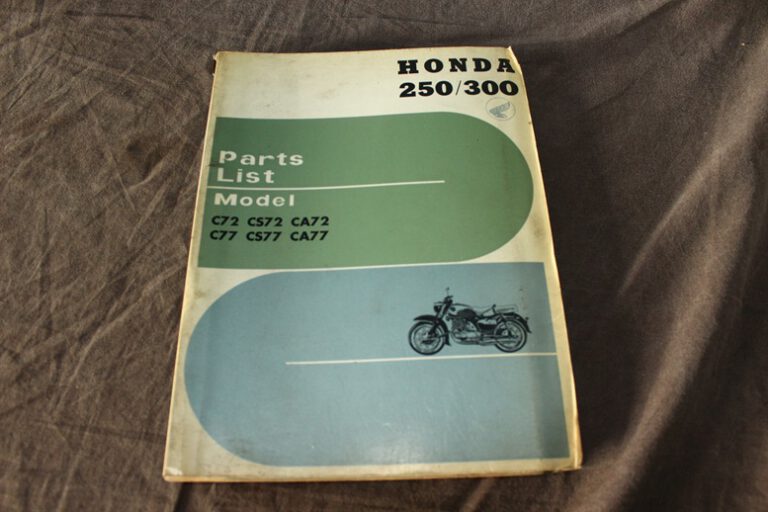 HONDA
250/300
Parts
List
Model
C72 CS72 CA72
C77 CS77 CA77